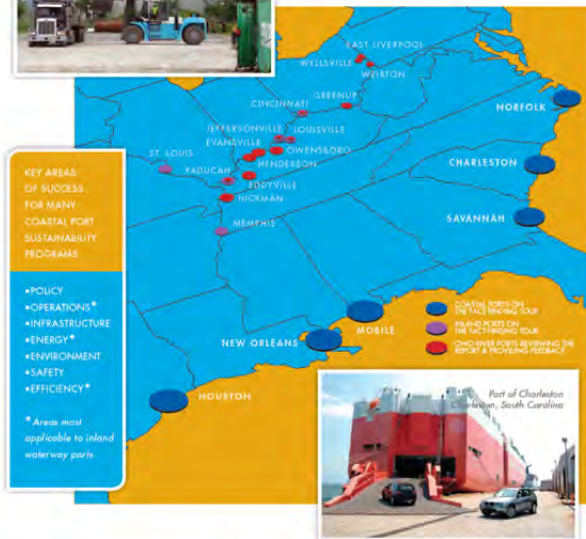 EAST LIVERPOOL
WELLSVILLE
WEIRTON
GREENUP
CINCINNATI
NORFOLK
JEFFERSONVILLE
LOUISVILLE
EVANSVILLE
OWENSBORO
ST. LOUIS
HENDERSON
PADUCAH
EDDYVILLE
HICKMAN
CHARLESTON
MEMPHIS
SAVANNAH
KEY AREAS
OF SUCCESS
FOR MANY
COASTAL PORT
SUSTAINABILITY
PROGRAMS
•POLICY
•OPERATIONS*
•INFRASTRUCTURE
•ENERGY*
•ENVIRONMENT
•SAFETY
•EFFICIENCY*
*Areas most
applicable to inland
waterway ports
MOBILE
NEW ORLEANS
HOUSTON
COASTAL PORTS ON
THE FACT-FINDING TOUR
INLAND PORTS ON
THE FACT-FINDING TOUR
OHIO RIVER PORTS REVIEWING THE
REPORT & PROVIDING FEEDBACK
Port of Charleston
Charleston, South Carolina